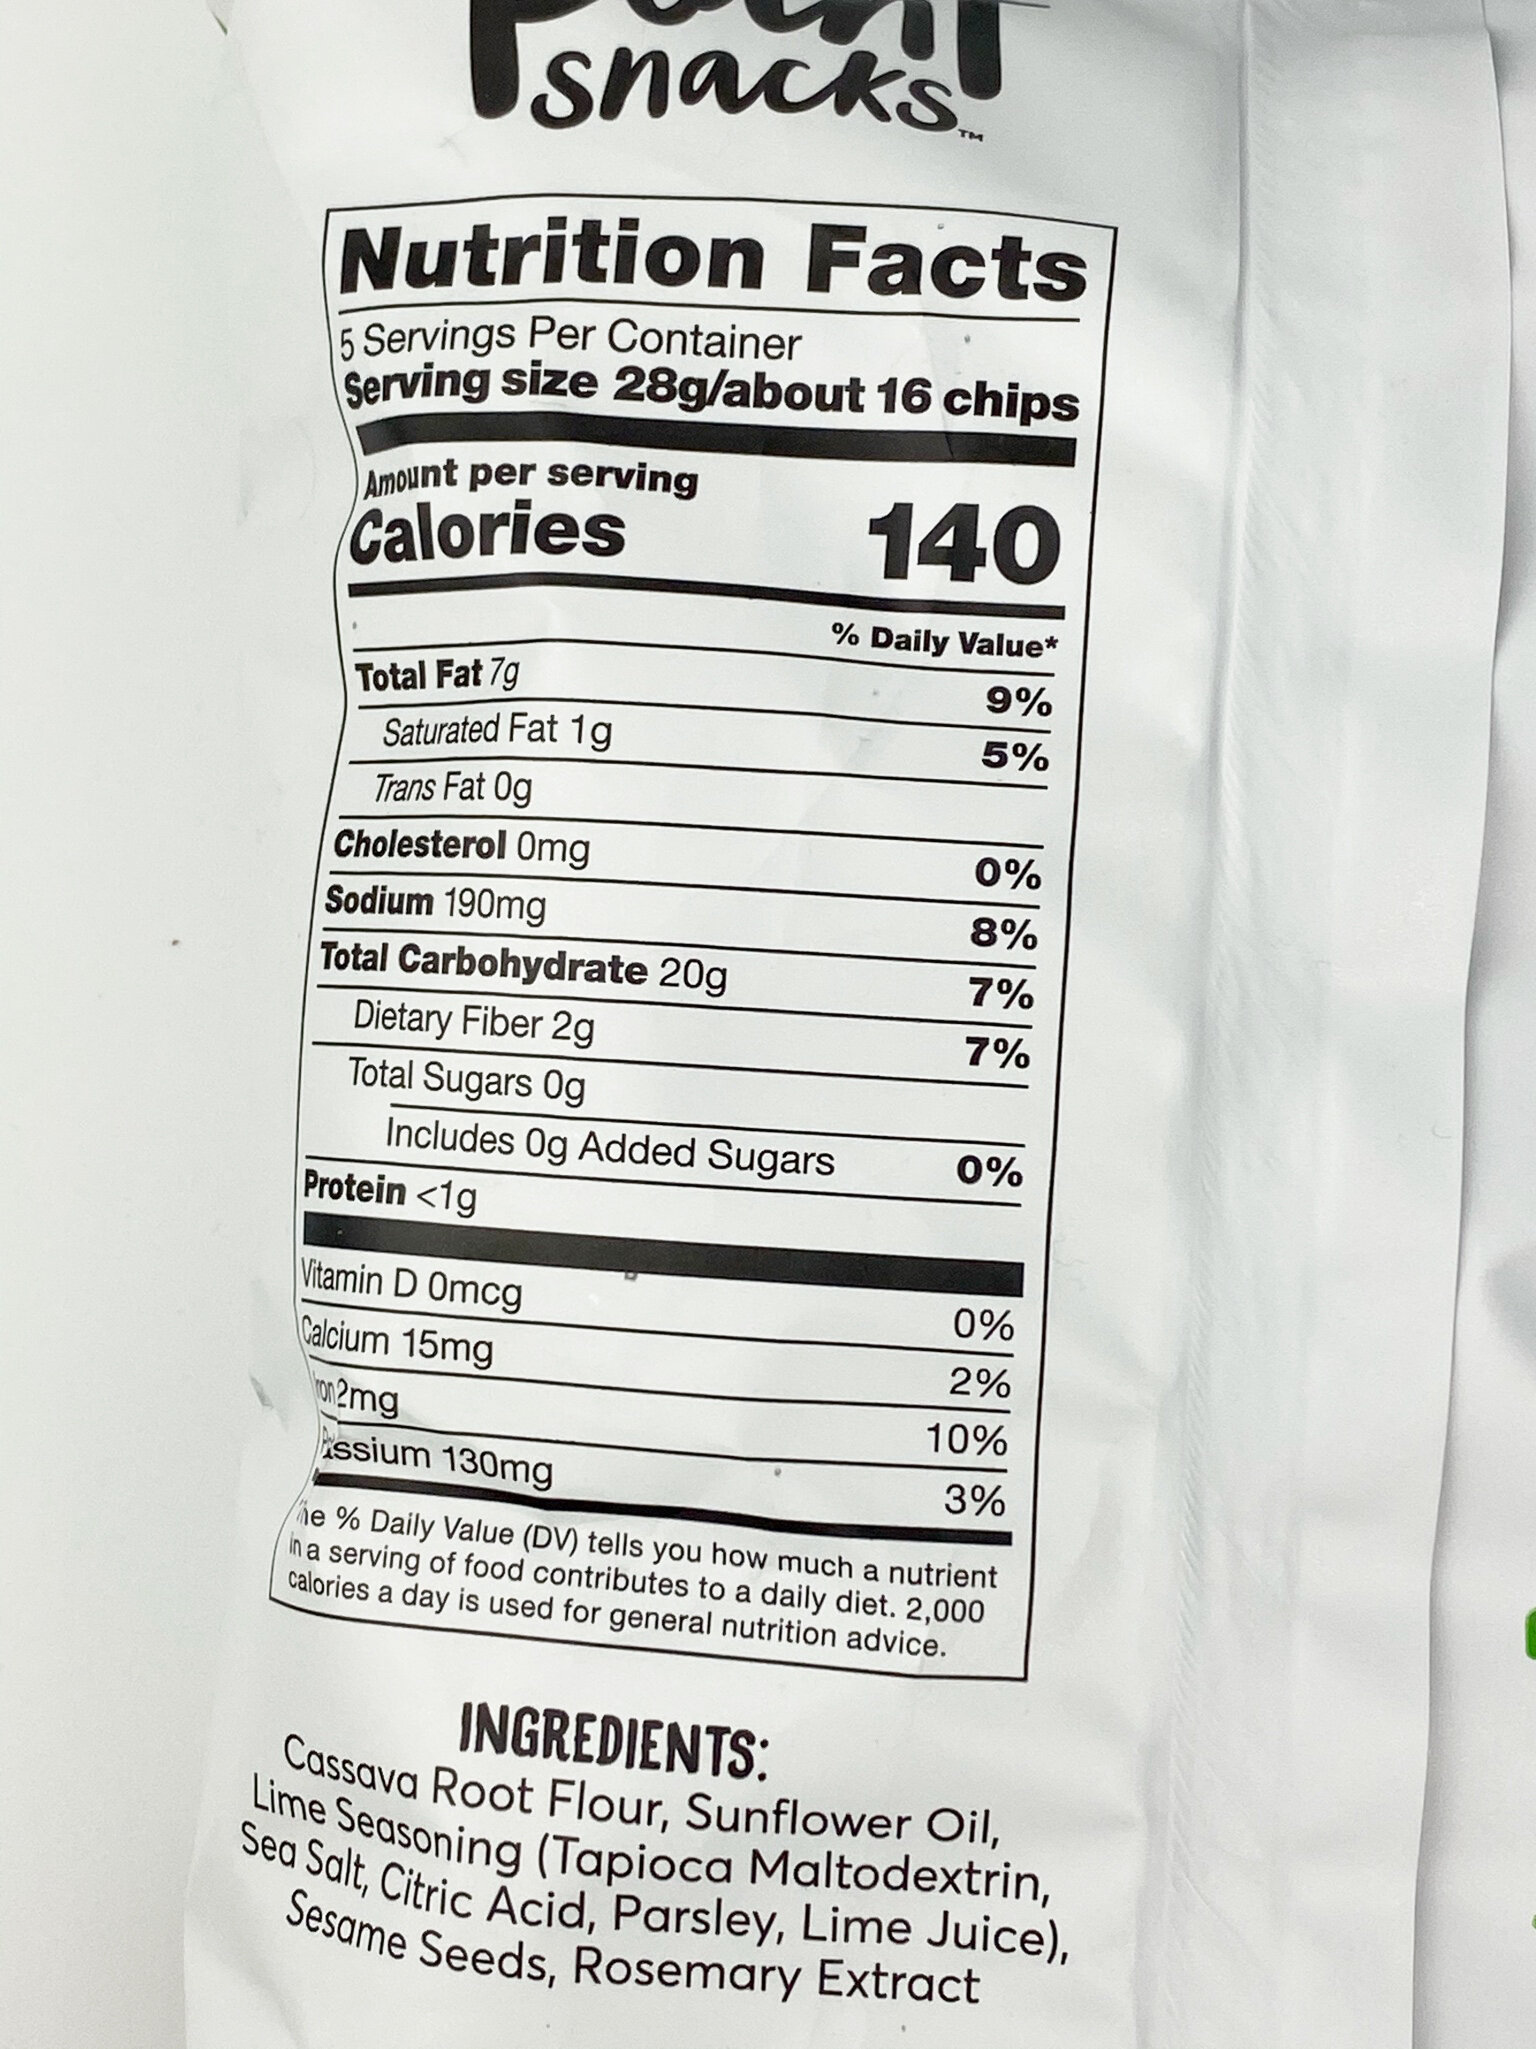 snacks™
Nutrition Facts
5 Servings Per Container
Serving size 28g/about 16 chips
Amount per serving
Calories 140
% Daily Value*
Total Fat 7g 9%
Saturated Fat 1g 5%
Trans Fat 0g
Cholesterol 0mg 0%
Sodium 190mg 8%
Total Carbohydrate 20g 7%
Dietary Fiber 2g 7%
Total Sugars 0g
Includes 0g Added Sugars 0%
Protein <1g
Vitamin D 0mcg 0%
Calcium 15mg 2%
Iron 2mg 10%
130mg 3%
% Daily Value (DV) tells you how much a nutrient
in a serving of food contributes to a daily diet. 2,000
calories a day is used for general nutrition advice.
INGREDIENTS:
Cassava Root Flour, Sunflower Oil,
Lime Seasoning (Tapioca Maltodextrin,
Sea Salt, Citric Acid, Parsley, Lime Juice),
Sesame Seeds, Rosemary Extract